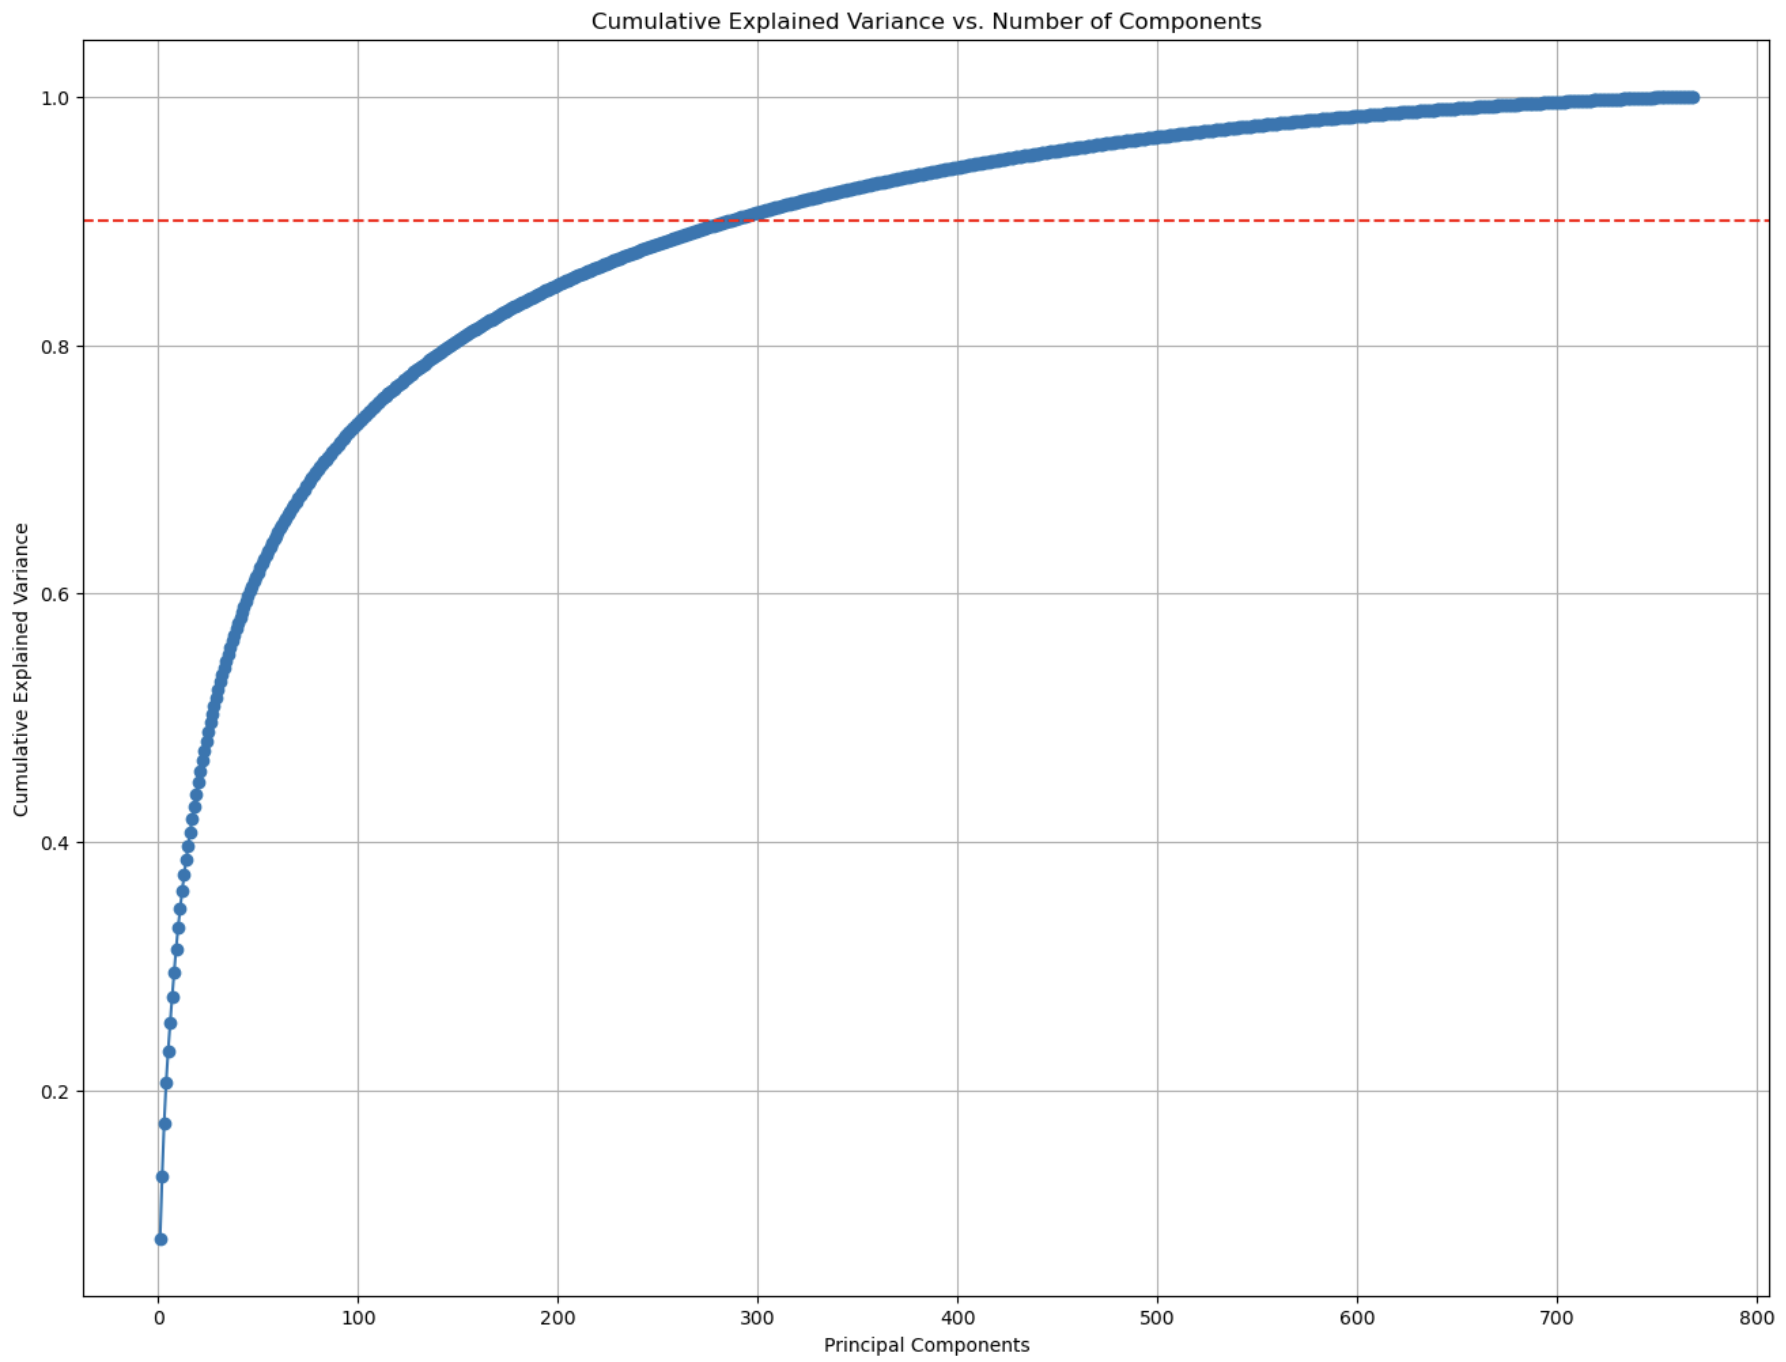 Cumulative Explained Variance vs. Number of Components
1.0
0.8
0.6
0.4
0.2
Cumulative Explained Variance
0 100 200 300 400 500 600 700 800
Principal Components